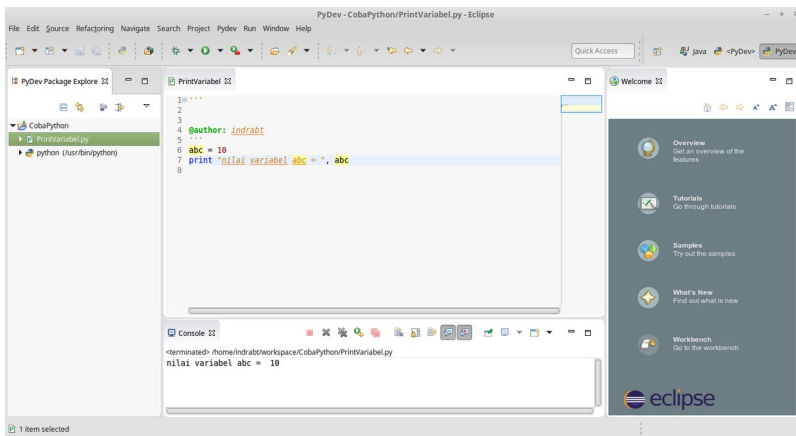 PyDev - CobaPython/PrintVariabel.py - Eclipse
File Edit Source Refactoring Navigate Search Project Pydev Run Window Help
Quick Access
Java
<PyDev>
PyDev
PyDev Package Explore
CobaPython
PrintVariabel.py
python (/usr/bin/python)
PrintVariabel
1 '''
2
3
4 @author: indrabt
5 '''
6 abc = 10
7 print "nilai variabel abc = ", abc
8
Console
<terminated> /home/indrabt/workspace/CobaPython/PrintVariabel.py
nilai variabel abc =  10
Welcome
Overview
Get an overview of the
features
Tutorials
Go through tutorials
Samples
Try out the samples
What's New
Find out what is new
Workbench
Go to the workbench
eclipse
1 item selected